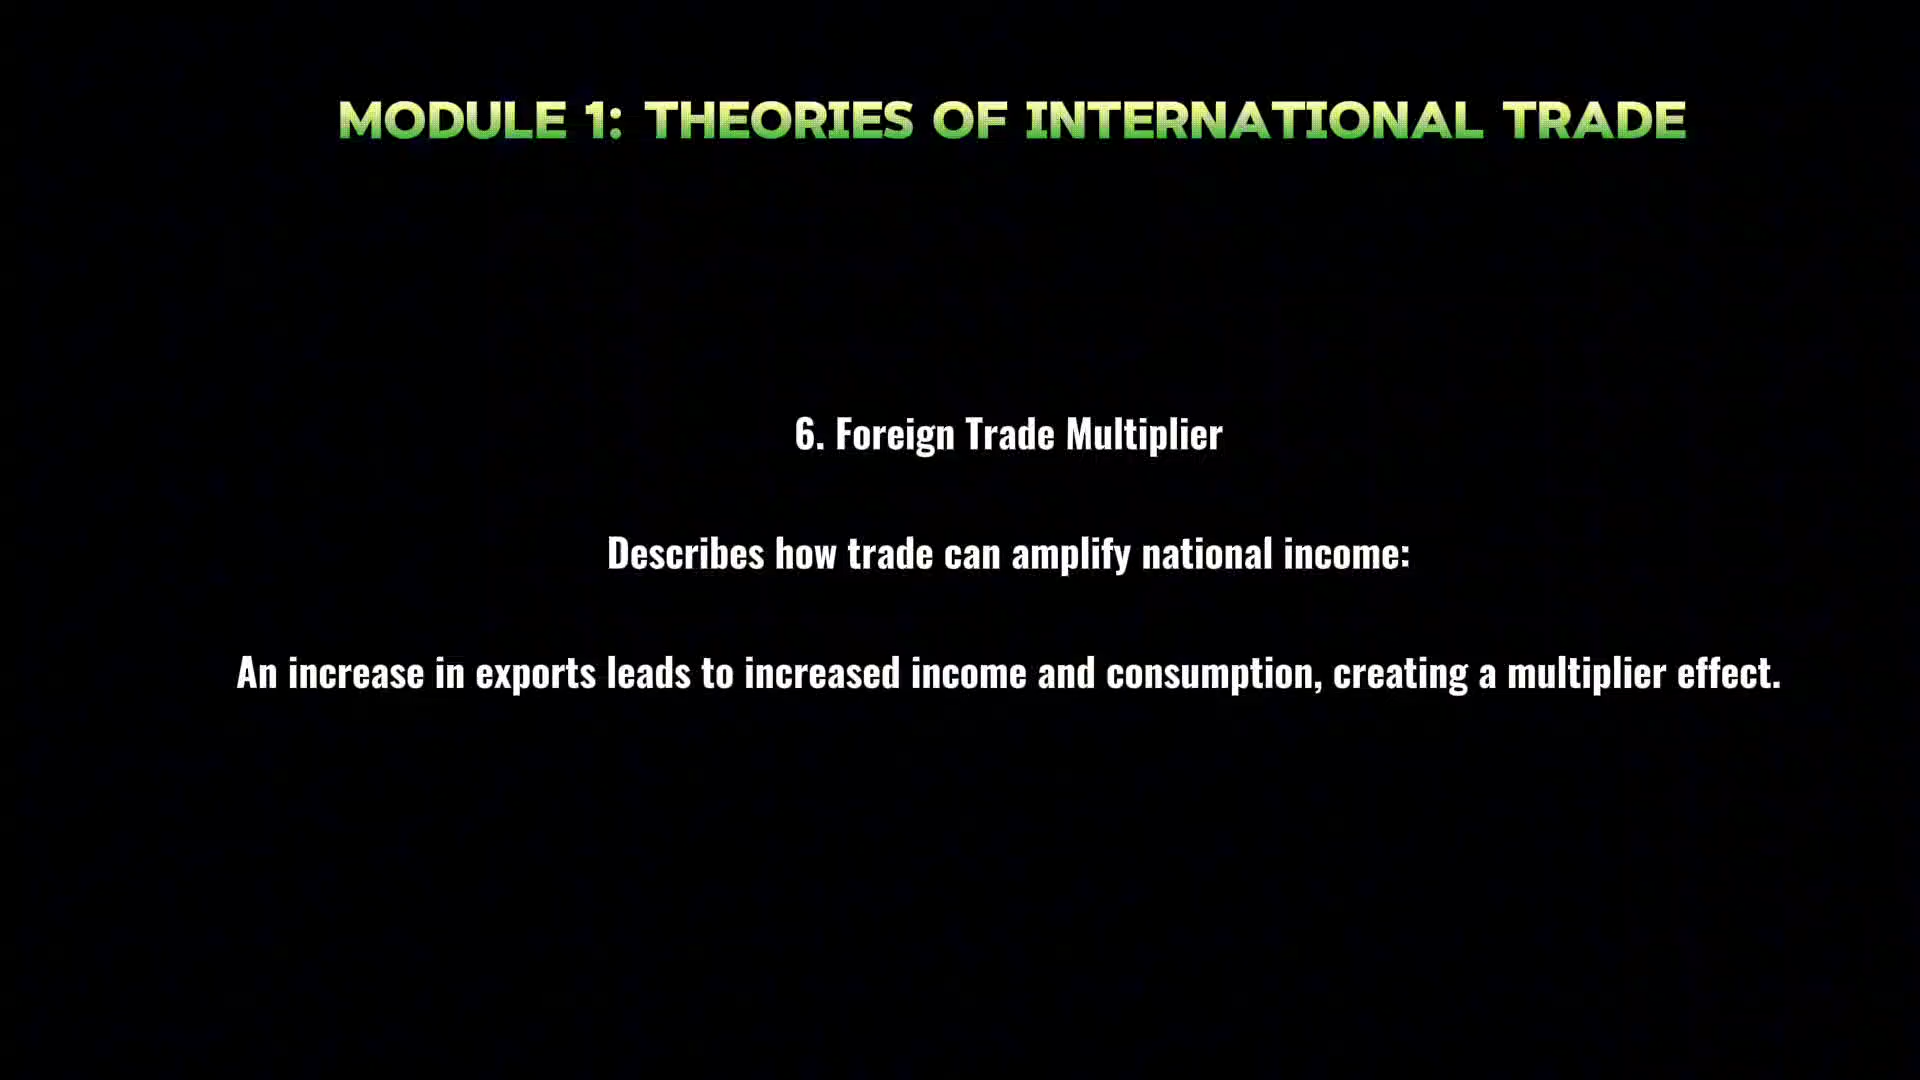 MODULE 1: THEORIES OF INTERNATIONAL TRADE
6. Foreign Trade Multiplier
Describes how trade can amplify national income:
An increase in exports leads to increased income and consumption, creating a multiplier effect.